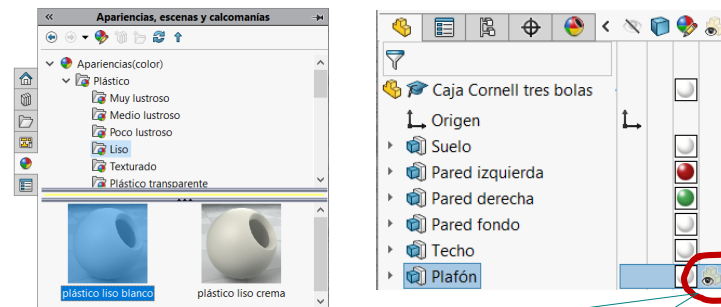 Apariencias, escenas y calcomanías
Apariencias(color)
Plástico
Muy lustroso
Medio lustroso
Poco lustroso
Liso
Texturado
Plástico transparente
plástico liso blanco
plástico liso crema
Caja Cornell tres bolas
Origen
Suelo
Pared izquierda
Pared derecha
Pared fondo
Techo
Plafón